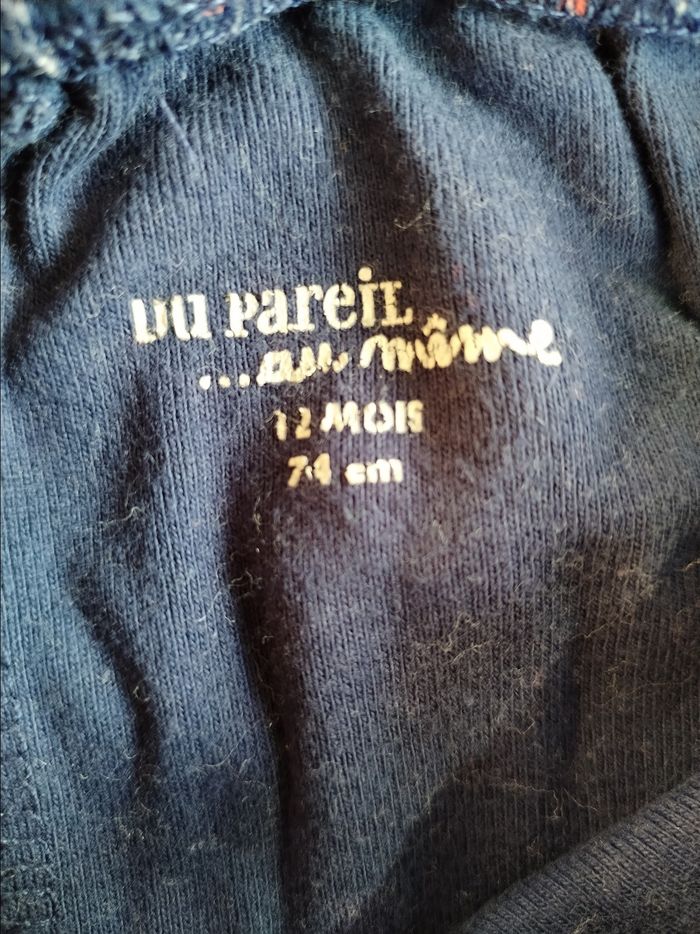 DU PAREIL
...au même
12 MOIS
74 cm